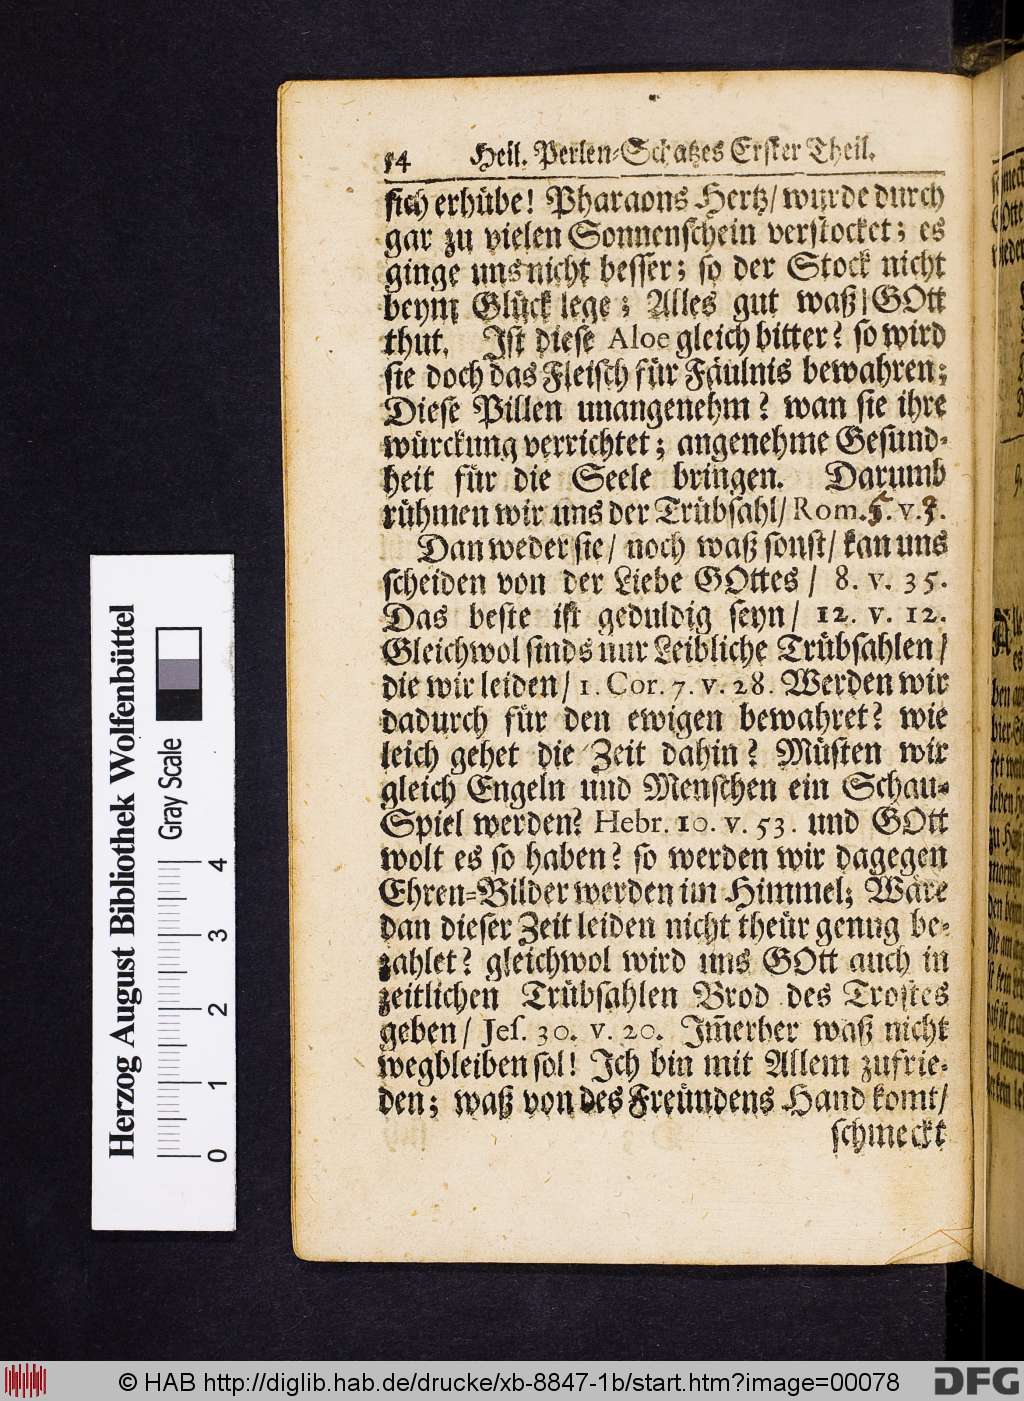 54 Heil. Perlen-Schatzes Erster Theil.
sich erhübe! Pharaons Hertz/ wurde durch
gar zu vielen Sonnenschein verstocket; es
ginge uns nicht besser; so der Stock nicht
beym Glück lege; Alles gut waß GOtt
thut. Ist diese Aloe gleich bitter? so wird
sie doch das Fleisch für Fäulnis bewahren;
Diese Pillen unangenehm? wan sie ihre
würckung verrichtet; angenehme Gesund-
heit für die Seele bringen. Darumb
rühmen wir uns der Trübsahl/ Rom. 5. v. 3.
Dan weder sie/ noch waß sonst/ kan uns
scheiden von der Liebe GOttes / 8. v. 35.
Das beste ist geduldig seyn/ 12. v. 12.
Gleichwol sinds nur Leibliche Trübsahlen/
die wir leiden/ 1. Cor. 7. v. 28. Werden wir
dadurch für den ewigen bewahret? wie
leich gehet die Zeit dahin? Müsten wir
gleich Engeln und Menschen ein Schau-
Spiel werden? Hebr. 10. v. 53. und GOtt
wolt es so haben? so werden wir dagegen
Ehren-Bilder werden im Himmel; Wäre
dan dieser Zeit leiden nicht theür genug be-
zahlet? gleichwol wird uns GOtt auch in
zeitlichen Trübsahlen Brod des Trostes
geben/ Jes. 30. v. 20. Im̄erher waß nicht
wegbleiben sol! Ich bin mit Allem zufrie-
den; waß von des Freündens Hand komt/
schmeckt
Herzog August Bibliothek Wolfenbüttel
Gray Scale
0 1 2 3 4
© HAB http://diglib.hab.de/drucke/xb-8847-1b/start.htm?image=00078
DFG